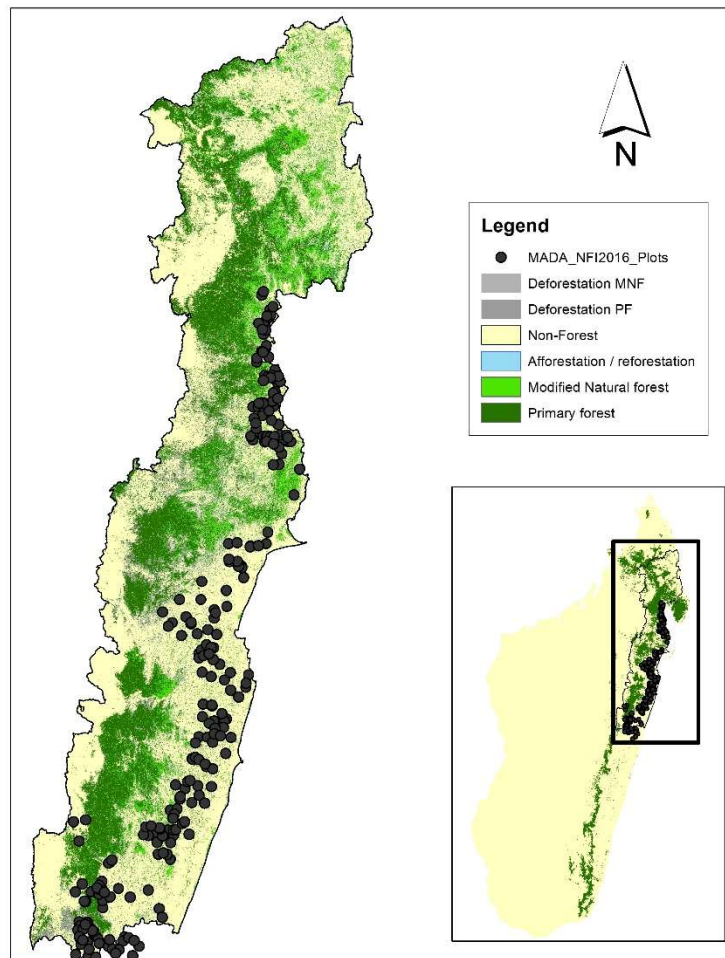 N
Legend
MADA_NFI2016_Plots
Deforestation MNF
Deforestation PF
Non-Forest
Afforestation / reforestation
Modified Natural forest
Primary forest